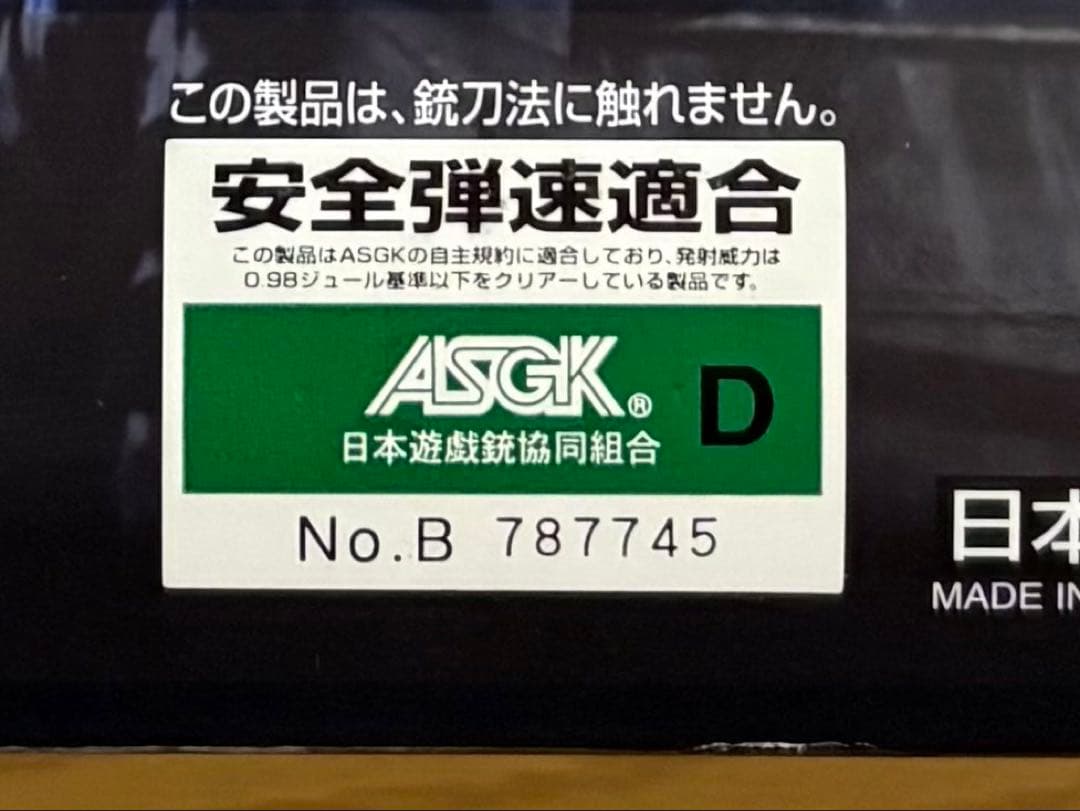 この製品は、銃刀法に触れません。
安全弾速適合
この製品はASGKの自主規約に適合しており、発射威力は
0.98ジュール基準以下をクリアーしている製品です。
ASGK®
D
日本遊戯銃協同組合
No.B 787745
日本
MADE IN